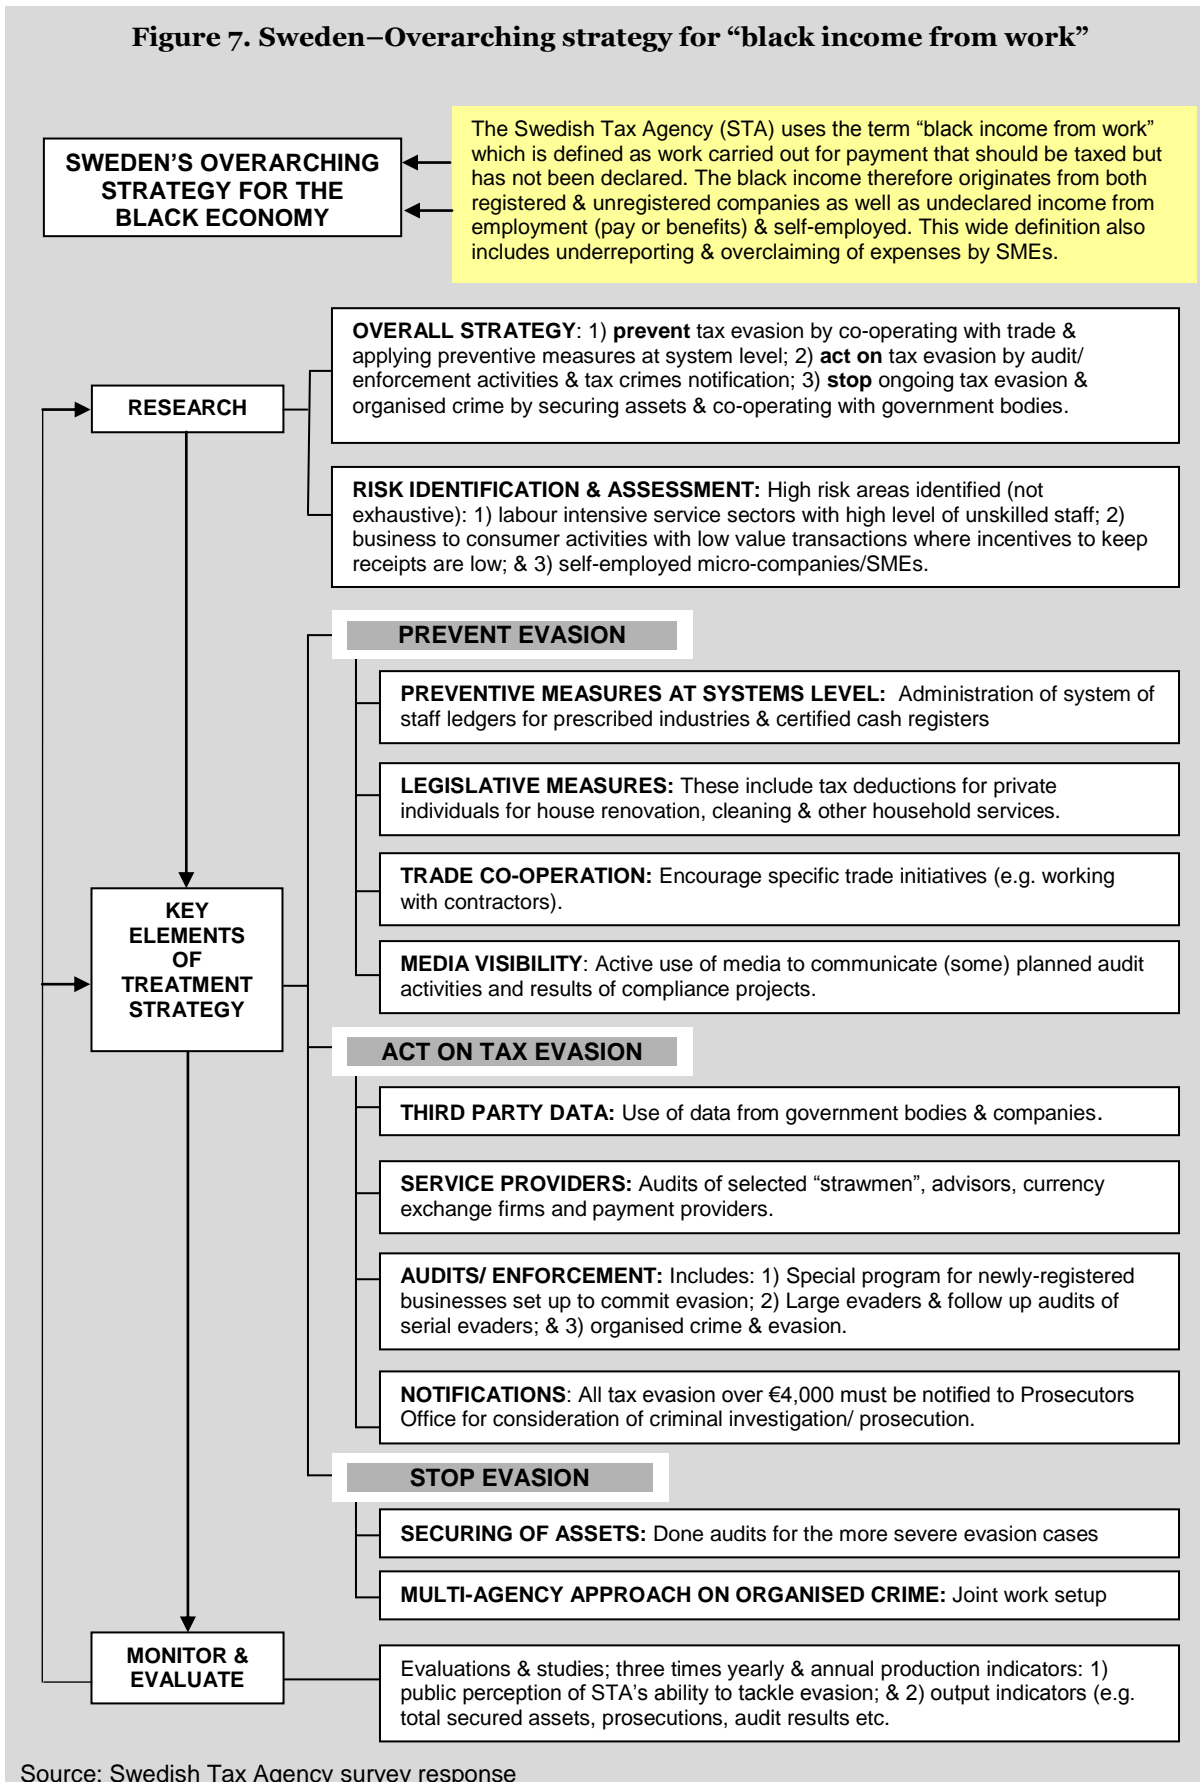 Figure 7. Sweden–Overarching strategy for “black income from work”
SWEDEN’S OVERARCHING
STRATEGY FOR THE
BLACK ECONOMY
The Swedish Tax Agency (STA) uses the term “black income from work”
which is defined as work carried out for payment that should be taxed but
has not been declared. The black income therefore originates from both
registered & unregistered companies as well as undeclared income from
employment (pay or benefits) & self-employed. This wide definition also
includes underreporting & overclaiming of expenses by SMEs.
RESEARCH
OVERALL STRATEGY: 1) prevent tax evasion by co-operating with trade &
applying preventive measures at system level; 2) act on tax evasion by audit/
enforcement activities & tax crimes notification; 3) stop ongoing tax evasion &
organised crime by securing assets & co-operating with government bodies.
RISK IDENTIFICATION & ASSESSMENT: High risk areas identified (not
exhaustive): 1) labour intensive service sectors with high level of unskilled staff; 2)
business to consumer activities with low value transactions where incentives to keep
receipts are low; & 3) self-employed micro-companies/SMEs.
KEY
ELEMENTS
OF
TREATMENT
STRATEGY
PREVENT EVASION
PREVENTIVE MEASURES AT SYSTEMS LEVEL: Administration of system of
staff ledgers for prescribed industries & certified cash registers
LEGISLATIVE MEASURES: These include tax deductions for private
individuals for house renovation, cleaning & other household services.
TRADE CO-OPERATION: Encourage specific trade initiatives (e.g. working
with contractors).
MEDIA VISIBILITY: Active use of media to communicate (some) planned audit
activities and results of compliance projects.
ACT ON TAX EVASION
THIRD PARTY DATA: Use of data from government bodies & companies.
SERVICE PROVIDERS: Audits of selected “strawmen”, advisors, currency
exchange firms and payment providers.
AUDITS/ ENFORCEMENT: Includes: 1) Special program for newly-registered
businesses set up to commit evasion; 2) Large evaders & follow up audits of
serial evaders; & 3) organised crime & evasion.
NOTIFICATIONS: All tax evasion over €4,000 must be notified to Prosecutors
Office for consideration of criminal investigation/ prosecution.
STOP EVASION
SECURING OF ASSETS: Done audits for the more severe evasion cases
MULTI-AGENCY APPROACH ON ORGANISED CRIME: Joint work setup
MONITOR &
EVALUATE
Evaluations & studies; three times yearly & annual production indicators: 1)
public perception of STA’s ability to tackle evasion; & 2) output indicators (e.g.
total secured assets, prosecutions, audit results etc.
Source: Swedish Tax Agency survey response